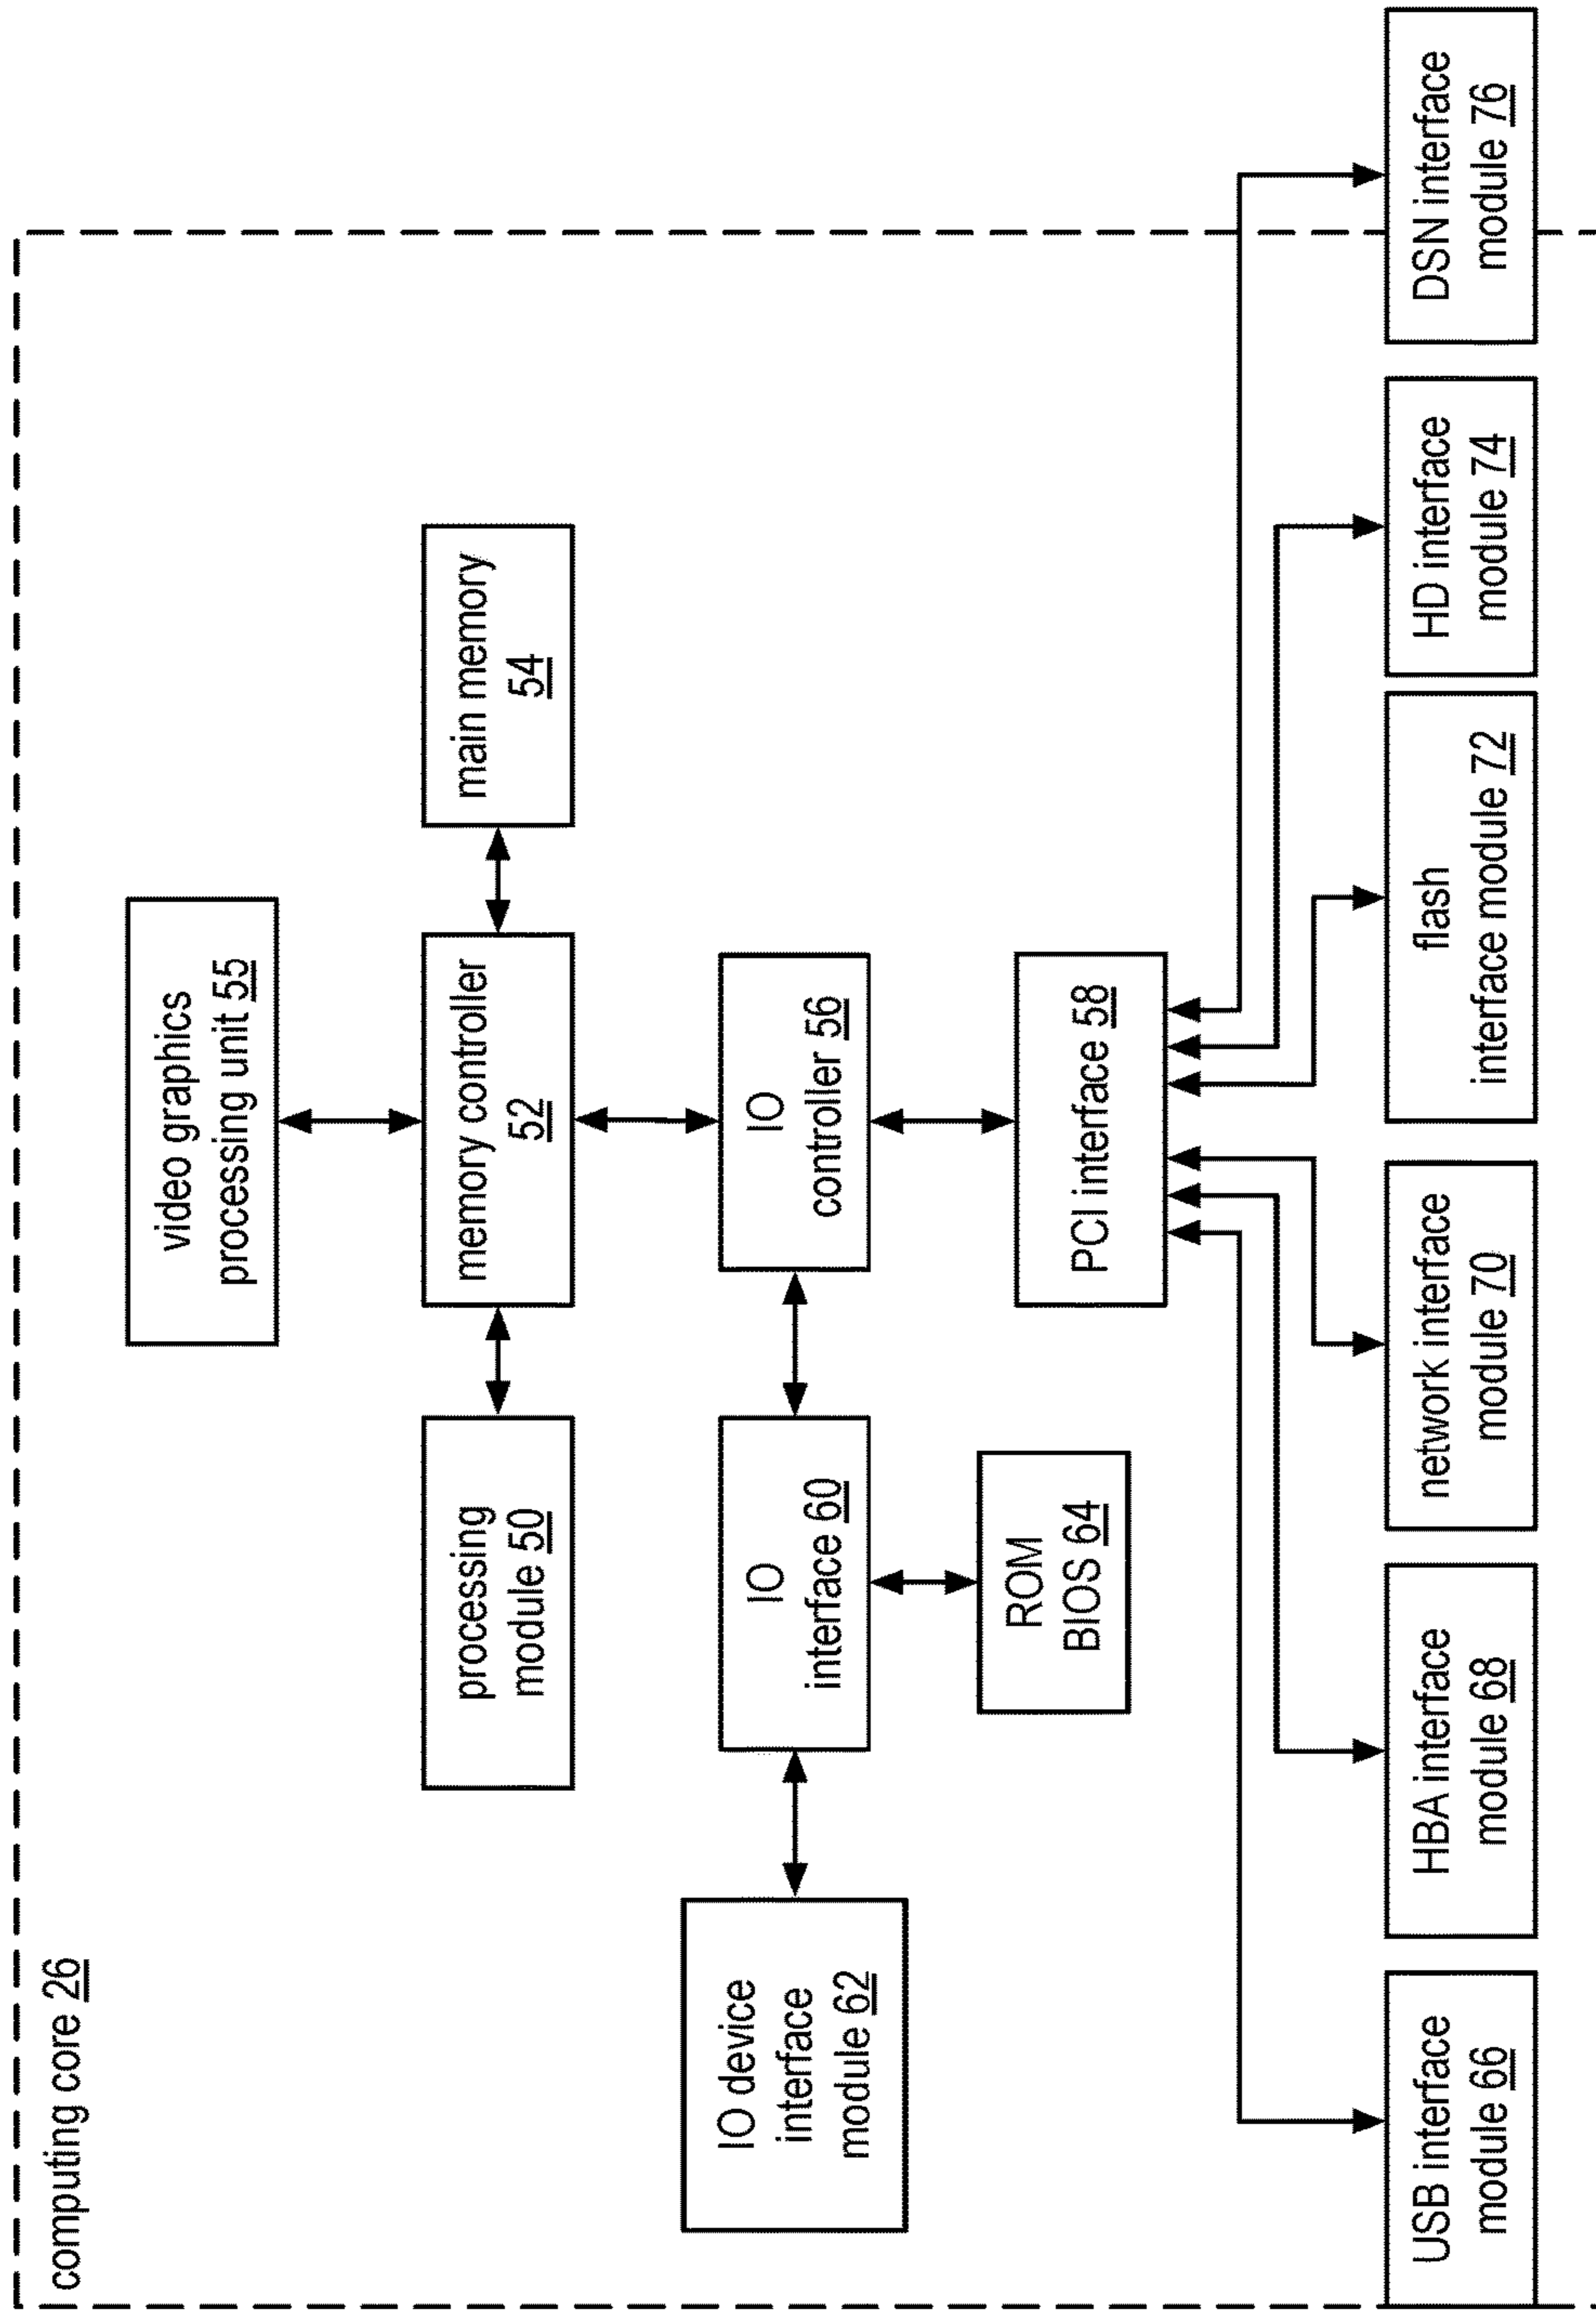 computing core 26
video graphics
processing unit 55
processing
module 50
memory controller
52
main memory
54
IO device
interface
module 62
IO
interface 60
IO
controller 56
ROM
BIOS 64
PCI interface 58
USB interface
module 66
HBA interface
module 68
network interface
module 70
flash
interface module 72
HD interface
module 74
DSN interface
module 76